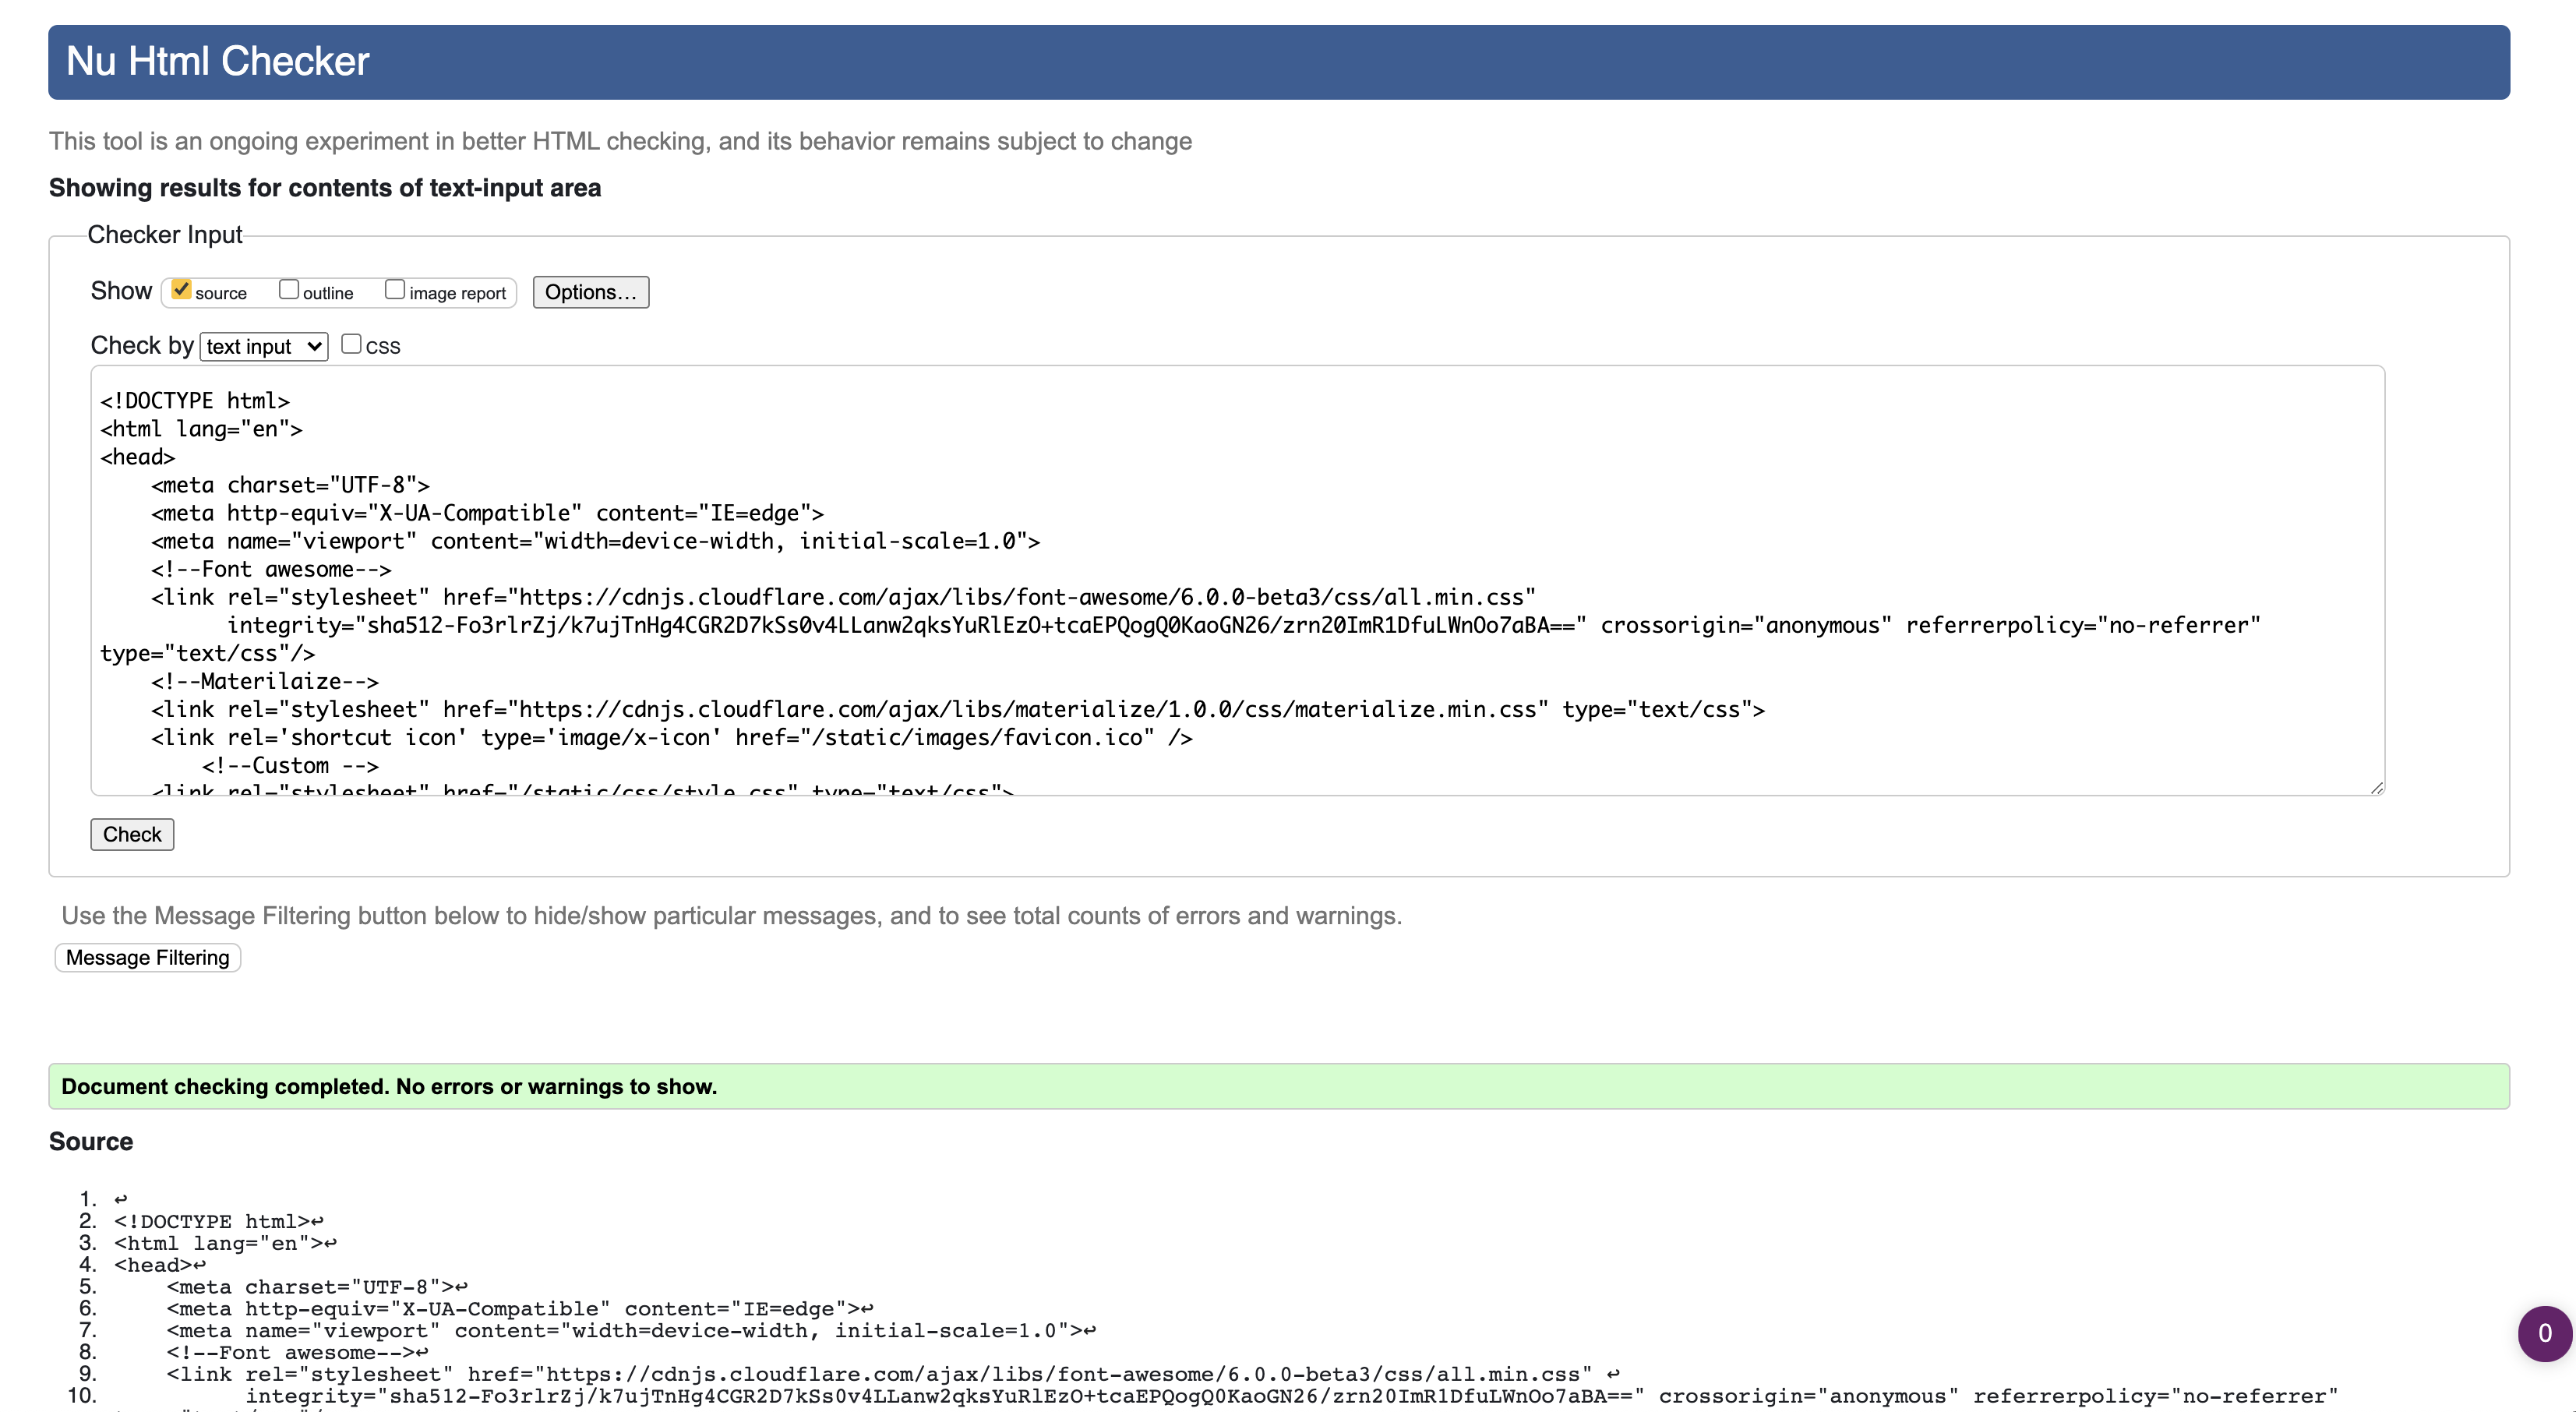 Nu Html Checker
This tool is an ongoing experiment in better HTML checking, and its behavior remains subject to change
Showing results for contents of text-input area
Checker Input
Show source outline image report Options...
Check by text input CSS
<!DOCTYPE html>
<html lang="en">
<head>
    <meta charset="UTF-8">
    <meta http-equiv="X-UA-Compatible" content="IE=edge">
    <meta name="viewport" content="width=device-width, initial-scale=1.0">
    <!--Font awesome-->
    <link rel="stylesheet" href="https://cdnjs.cloudflare.com/ajax/libs/font-awesome/6.0.0-beta3/css/all.min.css"
          integrity="sha512-Fo3rlrZj/k7ujTnHg4CGR2D7kSs0v4LLanw2qksYuRlEzO+tcaEPQogQ0KaoGN26/zrn20ImR1DfuLWnOo7aBA==" crossorigin="anonymous" referrerpolicy="no-referrer"
type="text/css"/>
    <!--Materilaize-->
    <link rel="stylesheet" href="https://cdnjs.cloudflare.com/ajax/libs/materialize/1.0.0/css/materialize.min.css" type="text/css">
    <link rel='shortcut icon' type='image/x-icon' href="/static/images/favicon.ico" />
        <!--Custom -->
    <link rel="stylesheet" href="/static/css/style.css" type="text/css">
Check
Use the Message Filtering button below to hide/show particular messages, and to see total counts of errors and warnings.
Message Filtering
Document checking completed. No errors or warnings to show.
Source
1. ↩
2. <!DOCTYPE html>↩
3. <html lang="en">↩
4. <head>↩
5.     <meta charset="UTF-8">↩
6.     <meta http-equiv="X-UA-Compatible" content="IE=edge">↩
7.     <meta name="viewport" content="width=device-width, initial-scale=1.0">↩
0
8.     <!--Font awesome-->↩
9.     <link rel="stylesheet" href="https://cdnjs.cloudflare.com/ajax/libs/font-awesome/6.0.0-beta3/css/all.min.css" ↩
10.           integrity="sha512-Fo3rlrZj/k7ujTnHg4CGR2D7kSs0v4LLanw2qksYuRlEzO+tcaEPQogQ0KaoGN26/zrn20ImR1DfuLWnOo7aBA==" crossorigin="anonymous" referrerpolicy="no-referrer"